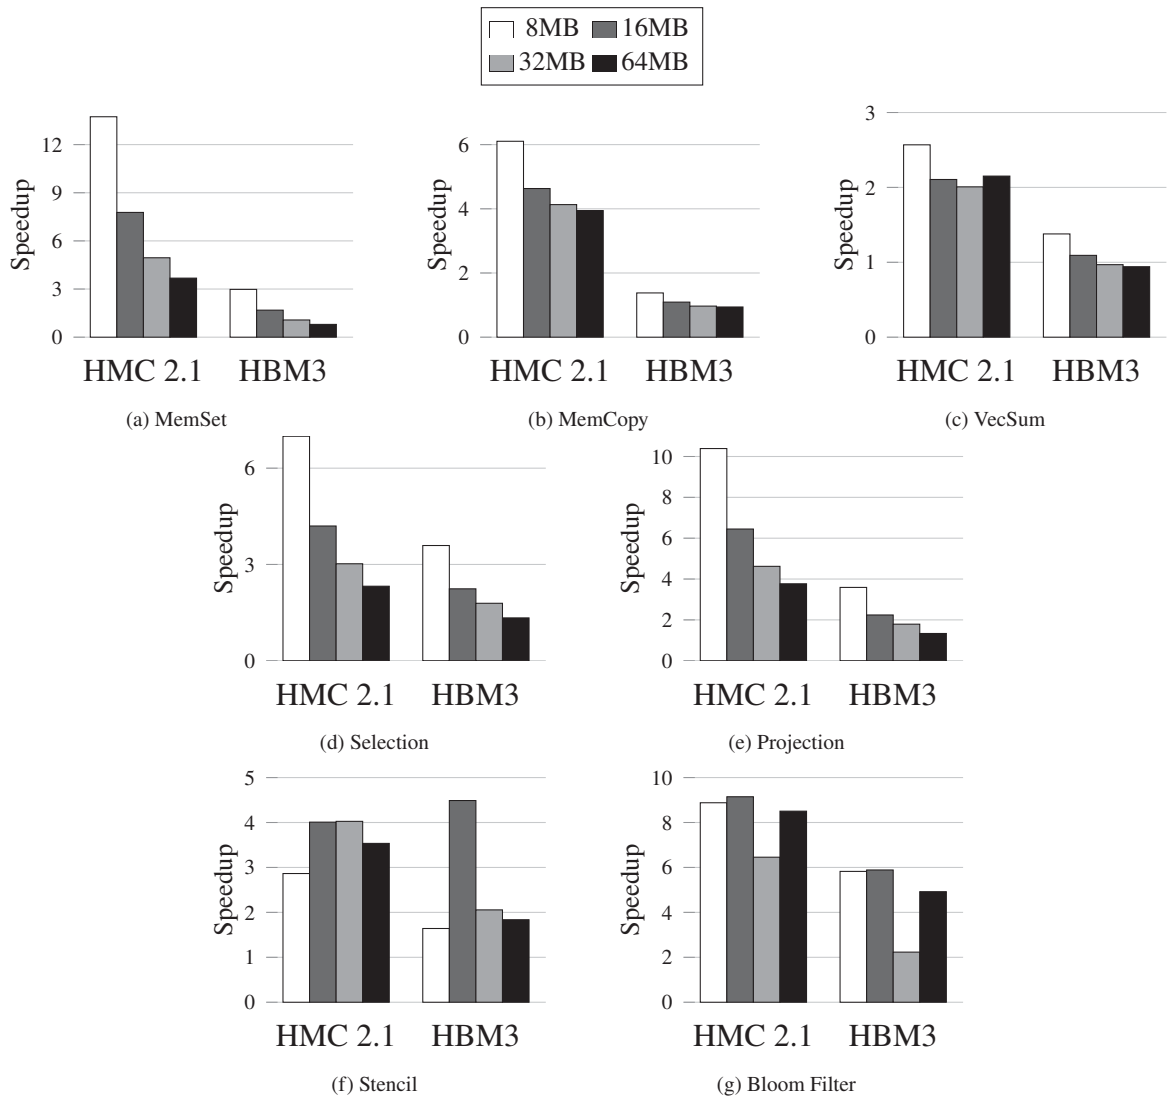 8MB 16MB
32MB 64MB
Speedup
12
9
6
3
0
HMC 2.1 HBM3
(a) MemSet
Speedup
6
4
2
0
HMC 2.1 HBM3
(b) MemCopy
Speedup
3
2
1
0
HMC 2.1 HBM3
(c) VecSum
Speedup
6
3
0
HMC 2.1 HBM3
(d) Selection
Speedup
10
8
6
4
2
0
HMC 2.1 HBM3
(e) Projection
Speedup
5
4
3
2
1
0
HMC 2.1 HBM3
(f) Stencil
Speedup
10
8
6
4
2
0
HMC 2.1 HBM3
(g) Bloom Filter